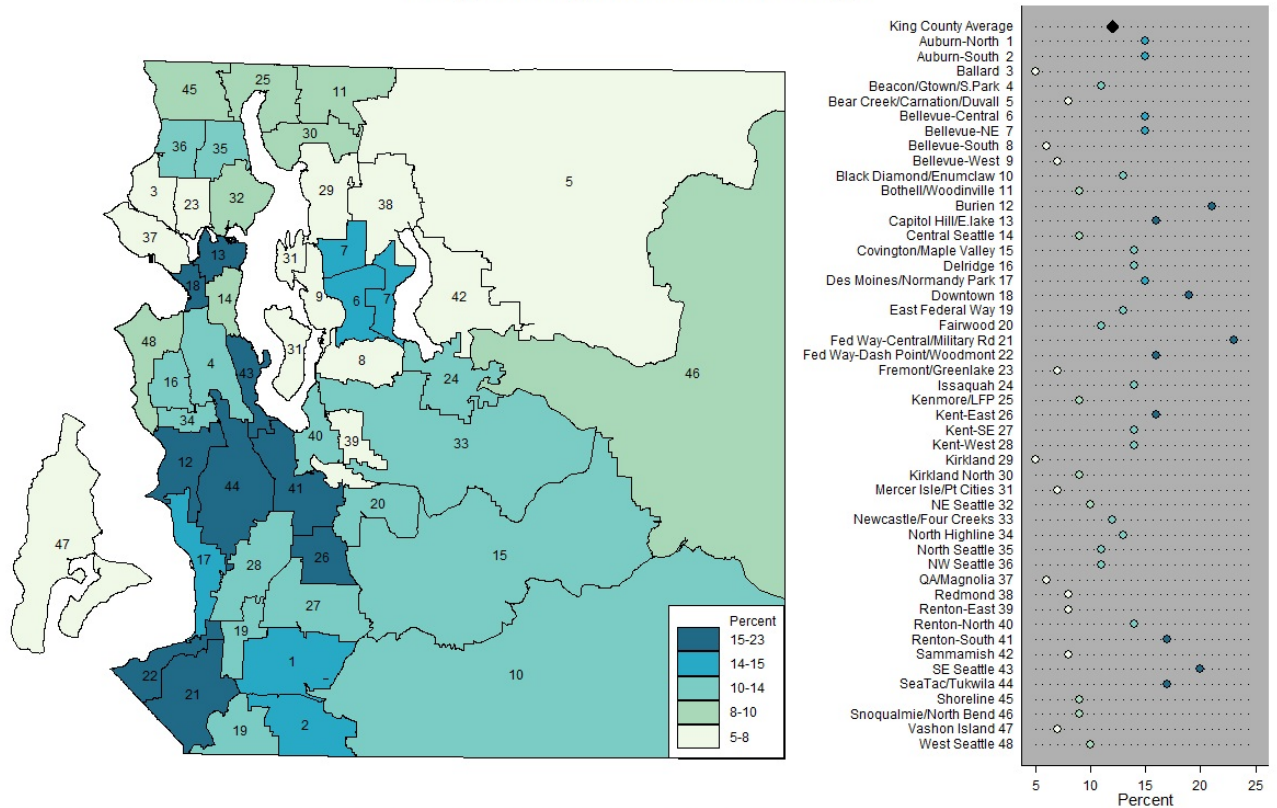 45
25
11
30
36
35
3
23
32
29
38
5
37
13
31
7
18
14
9
6
7
42
48
4
43
31
8
16
24
46
34
40
39
33
12
44
41
20
47
17
28
26
15
27
19
1
10
22
21
19
2
Percent
15-23
14-15
10-14
8-10
5-8
King County Average
Auburn-North 1
Auburn-South 2
Ballard 3
Beacon/Gtown/S.Park 4
Bear Creek/Carnation/Duvall 5
Bellevue-Central 6
Bellevue-NE 7
Bellevue-South 8
Bellevue-West 9
Black Diamond/Enumclaw 10
Bothell/Woodinville 11
Burien 12
Capitol Hill/E.lake 13
Central Seattle 14
Covington/Maple Valley 15
Delridge 16
Des Moines/Normandy Park 17
Downtown 18
East Federal Way 19
Fairwood 20
Fed Way-Central/Military Rd 21
Fed Way-Dash Point/Woodmont 22
Fremont/Greenlake 23
Issaquah 24
Kenmore/LFP 25
Kent-East 26
Kent-SE 27
Kent-West 28
Kirkland 29
Kirkland North 30
Mercer Isle/Pt Cities 31
NE Seattle 32
Newcastle/Four Creeks 33
North Highline 34
North Seattle 35
NW Seattle 36
QA/Magnolia 37
Redmond 38
Renton-East 39
Renton-North 40
Renton-South 41
Sammamish 42
SE Seattle 43
SeaTac/Tukwila 44
Shoreline 45
Snoqualmie/North Bend 46
Vashon Island 47
West Seattle 48
5 10 15 20 25
Percent